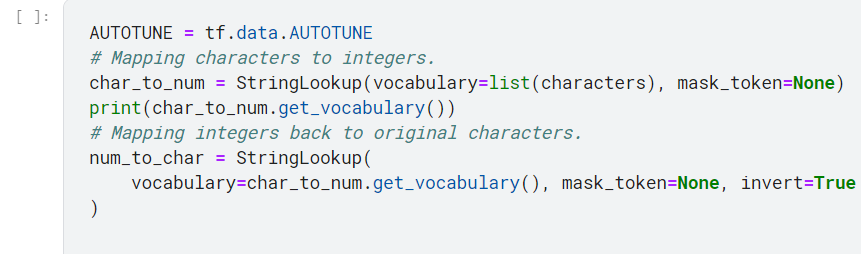 [ ]:
AUTOTUNE = tf.data.AUTOTUNE
# Mapping characters to integers.
char_to_num = StringLookup(vocabulary=list(characters), mask_token=None)
print(char_to_num.get_vocabulary())
# Mapping integers back to original characters.
num_to_char = StringLookup(
    vocabulary=char_to_num.get_vocabulary(), mask_token=None, invert=True
)